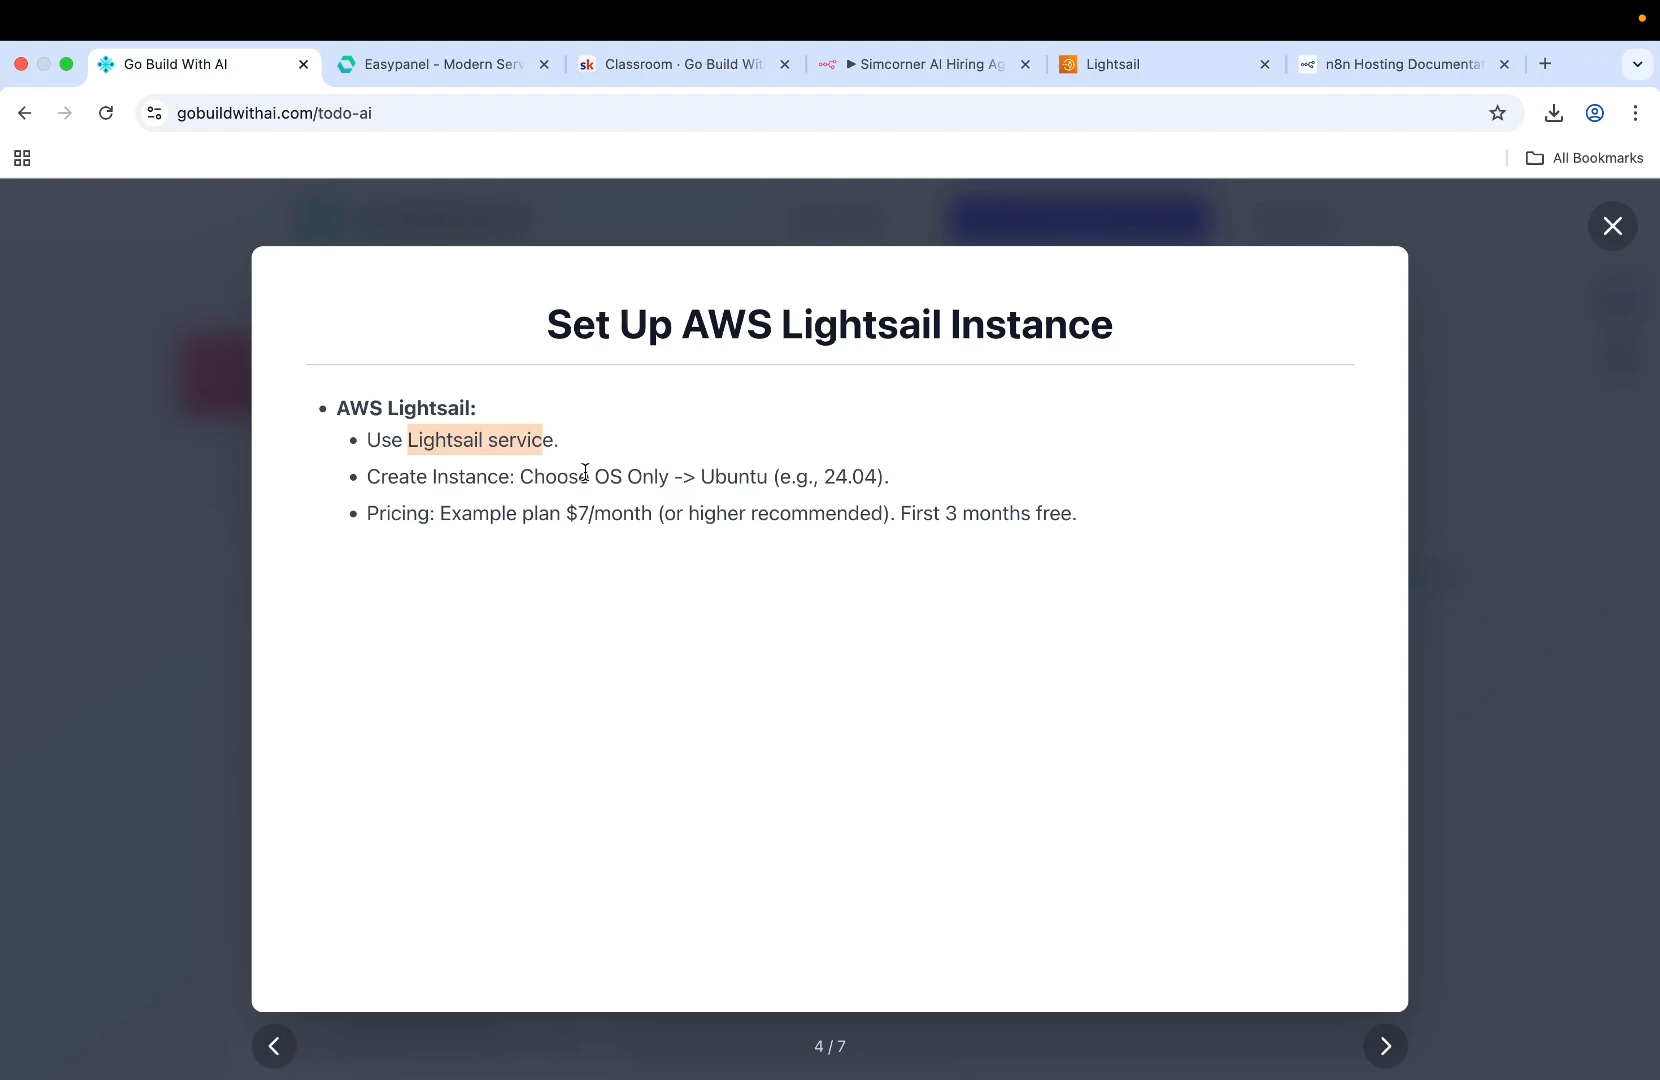 Go Build With AI
Easypanel - Modern Serv
sk
Classroom · Go Build Wit
▶ Simcorner AI Hiring Ag
Lightsail
n8n Hosting Documentat
gobuildwithai.com/todo-ai
All Bookmarks
Set Up AWS Lightsail Instance
• AWS Lightsail:
• Use Lightsail service.
• Create Instance: Choose OS Only -> Ubuntu (e.g., 24.04).
• Pricing: Example plan $7/month (or higher recommended). First 3 months free.
4 / 7